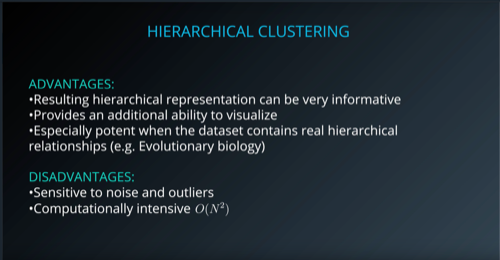 HIERARCHICAL CLUSTERING
ADVANTAGES:
•Resulting hierarchical representation can be very informative
•Provides an additional ability to visualize
•Especially potent when the dataset contains real hierarchical
relationships (e.g. Evolutionary biology)
DISADVANTAGES:
•Sensitive to noise and outliers
•Computationally intensive O(N²)